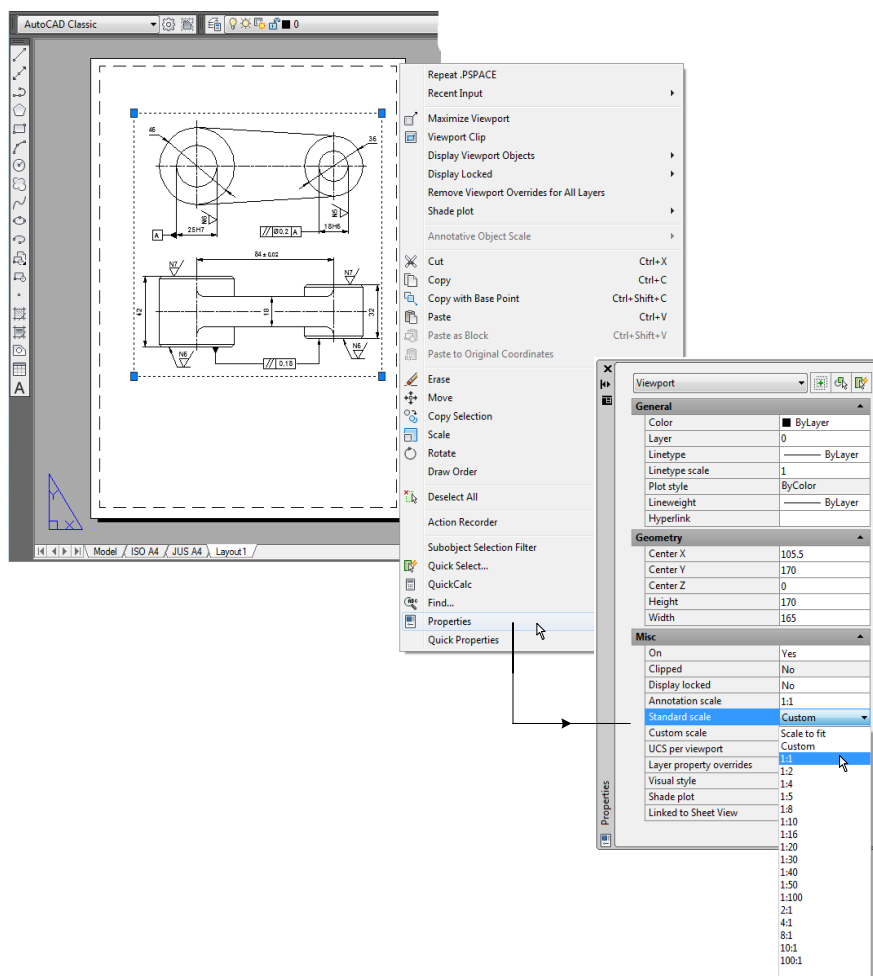 AutoCAD Classic
0
Repeat .PSPACE
Recent Input
Maximize Viewport
Viewport Clip
Display Viewport Objects
Display Locked
Remove Viewport Overrides for All Layers
Shade plot
Annotative Object Scale
Cut Ctrl+X
Copy Ctrl+C
Copy with Base Point Ctrl+Shift+C
Paste Ctrl+V
Paste as Block Ctrl+Shift+V
Paste to Original Coordinates
Erase
Move
Copy Selection
Scale
Rotate
Draw Order
Deselect All
Action Recorder
Subobject Selection Filter
Quick Select...
QuickCalc
Find...
Properties
Quick Properties
46
36
N6
N5
25H7
18H6
A
// Ø0,2 A
84 ± 0,02
N7
N7
42
18
32
N6
N6
// 0,18
A
Y
X
Model / ISO A4 / JUS A4 / Layout1
Viewport
General
Color ByLayer
Layer 0
Linetype ByLayer
Linetype scale 1
Plot style ByColor
Lineweight ByLayer
Hyperlink
Geometry
Center X 105.5
Center Y 170
Center Z 0
Height 170
Width 165
Misc
On Yes
Clipped No
Display locked No
Annotation scale 1:1
Standard scale Custom
Custom scale
UCS per viewport
Layer property overrides
Visual style
Shade plot
Linked to Sheet View
Scale to fit
Custom
1:1
1:2
1:4
1:5
1:8
1:10
1:16
1:20
1:30
1:40
1:50
1:100
2:1
4:1
8:1
10:1
100:1
Properties